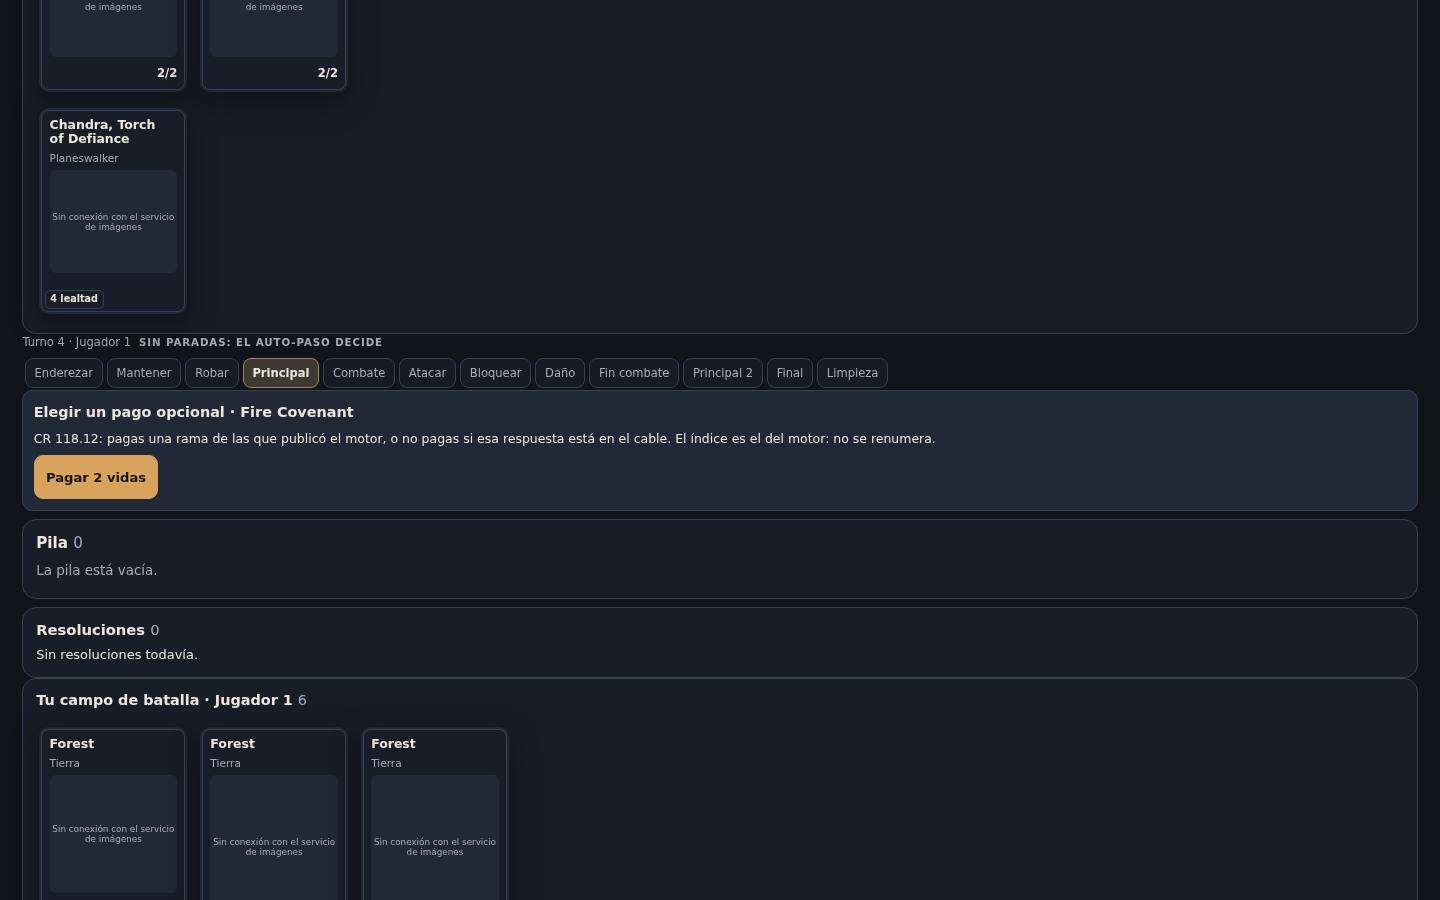 de imágenes
de imágenes
2/2
2/2
Chandra, Torch
of Defiance
Planeswalker
Sin conexión con el servicio
de imágenes
4 lealtad
Turno 4 · Jugador 1 SIN PARADAS: EL AUTO-PASO DECIDE
Enderezar Mantener Robar Principal Combate Atacar Bloquear Daño Fin combate Principal 2 Final Limpieza
Elegir un pago opcional · Fire Covenant
CR 118.12: pagas una rama de las que publicó el motor, o no pagas si esa respuesta está en el cable. El índice es el del motor: no se renumera.
Pagar 2 vidas
Pila 0
La pila está vacía.
Resoluciones 0
Sin resoluciones todavía.
Tu campo de batalla · Jugador 1 6
Forest
Tierra
Sin conexión con el servicio
de imágenes
Forest
Tierra
Sin conexión con el servicio
de imágenes
Forest
Tierra
Sin conexión con el servicio
de imágenes